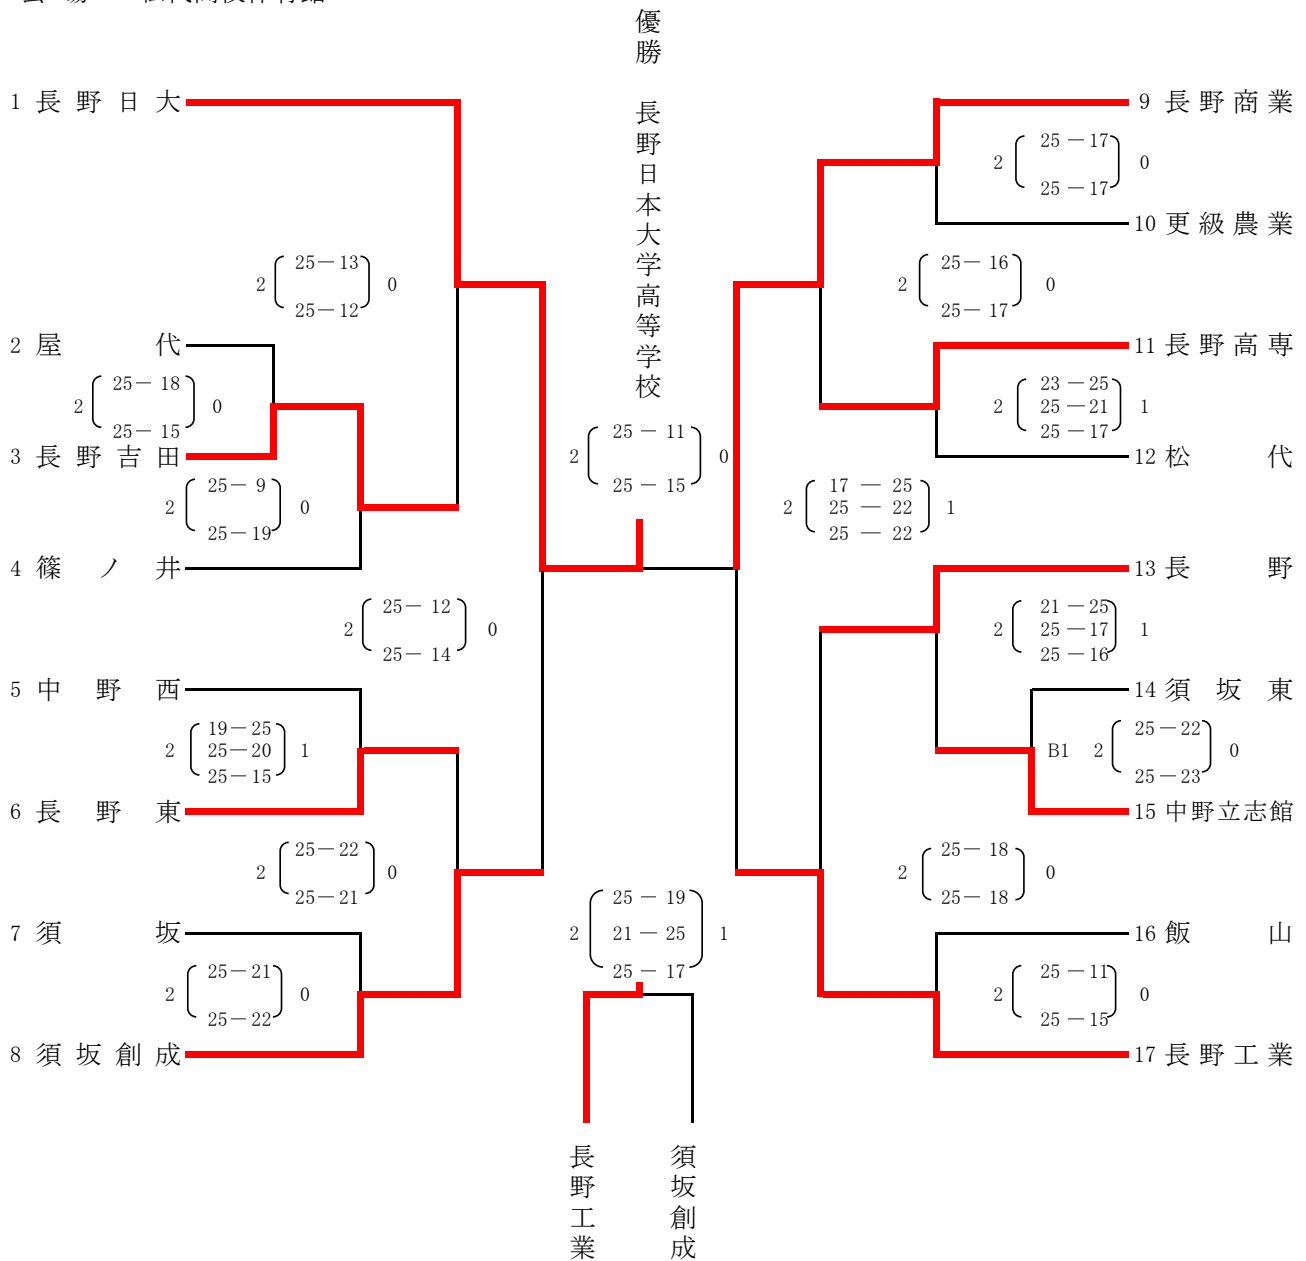 優勝 長野日本大学高等学校
1 長野日大
25－13
2 0
25－12
2 屋代
25－18
2 0
25－15
3 長野吉田
25－9
2 0
25－19
4 篠ノ井
25－12
2 0
25－14
5 中野西
19－25
2 25－20 1
25－15
6 長野東
25－22
2 0
25－21
7 須坂
25－21
2 0
25－22
8 須坂創成
25－11
2 0
25－15
25－19
2 21－25 1
25－17
長野工業
須坂創成
9 長野商業
25－17
2 0
25－17
10 更級農業
25－16
2 0
25－17
11 長野高専
23－25
2 25－21 1
25－17
12 松代
17－25
2 25－22 1
25－22
13 長野
21－25
2 25－17 1
25－16
14 須坂東
25－22
B1 2 0
25－23
15 中野立志館
25－18
2 0
25－18
16 飯山
25－11
2 0
25－15
17 長野工業